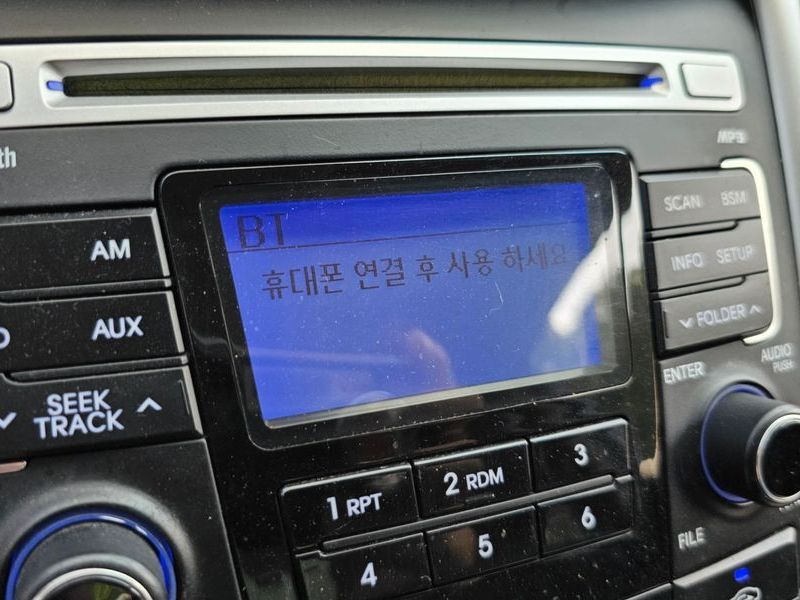 MP3
th
SCAN
BSM
AM
BT
휴대폰 연결 후 사용 하세요
INFO
SETUP
AUX
FOLDER
SEEK
TRACK
ENTER
AUDIO
PUSH
1 RPT
2 RDM
3
4
5
6
FILE